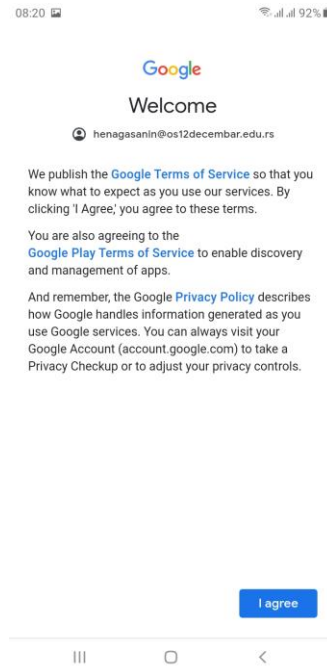 08:20 92%
Google
Welcome
henagasanin@os12decembar.edu.rs
We publish the Google Terms of Service so that you
know what to expect as you use our services. By
clicking 'I Agree,' you agree to these terms.
You are also agreeing to the
Google Play Terms of Service to enable discovery
and management of apps.
And remember, the Google Privacy Policy describes
how Google handles information generated as you
use Google services. You can always visit your
Google Account (account.google.com) to take a
Privacy Checkup or to adjust your privacy controls.
I agree